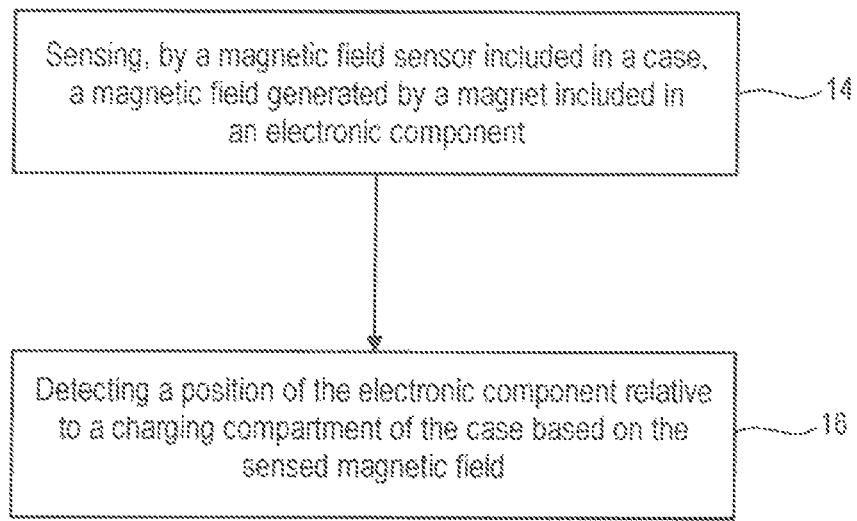 Sensing, by a magnetic field sensor included in a case,
a magnetic field generated by a magnet included in
an electronic component
14
Detecting a position of the electronic component relative
to a charging compartment of the case based on the
sensed magnetic field
16